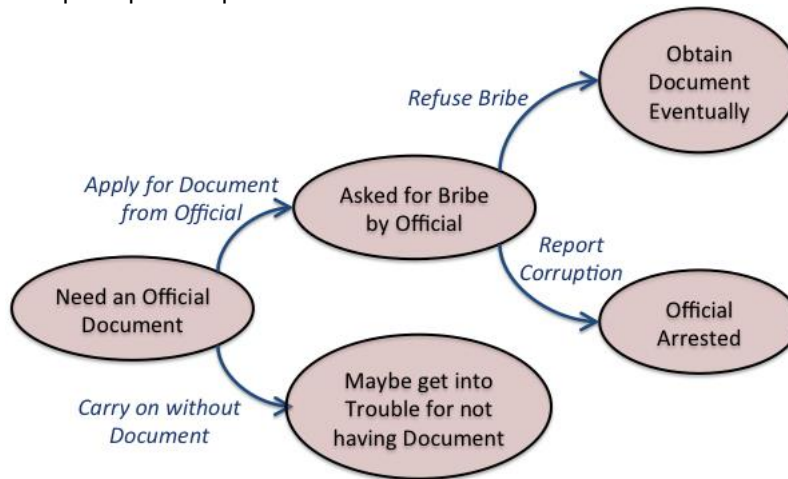 Obtain
Document
Eventually
Refuse Bribe
Apply for Document
from Official
Asked for Bribe
by Official
Report
Corruption
Need an Official
Document
Official
Arrested
Maybe get into
Trouble for not
having Document
Carry on without
Document